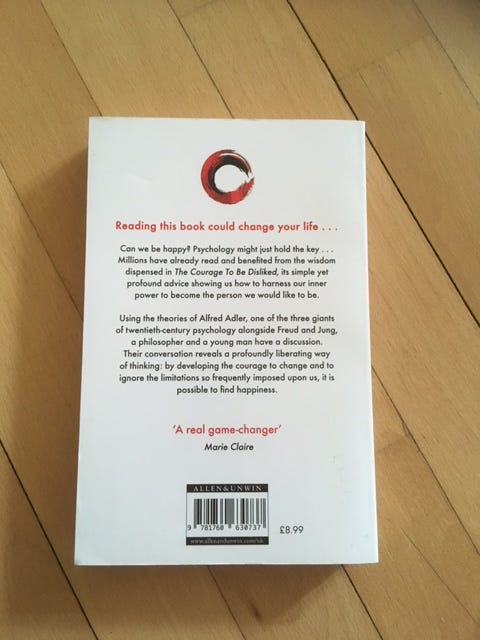 Reading this book could change your life . . .
Can we be happy? Psychology might just hold the key . . .
Millions have already read and benefited from the wisdom
dispensed in The Courage To Be Disliked, its simple yet
profound advice showing us how to harness our inner
power to become the person we would like to be.
Using the theories of Alfred Adler, one of the three giants
of twentieth-century psychology alongside Freud and Jung,
a philosopher and a young man have a discussion.
Their conversation reveals a profoundly liberating way
of thinking: by developing the courage to change and to
ignore the limitations so frequently imposed upon us, it is
possible to find happiness.
‘A real game-changer’
Marie Claire
ALLEN&UNWIN
9 781760 630737
£8.99
www.allenandunwin.com/uk